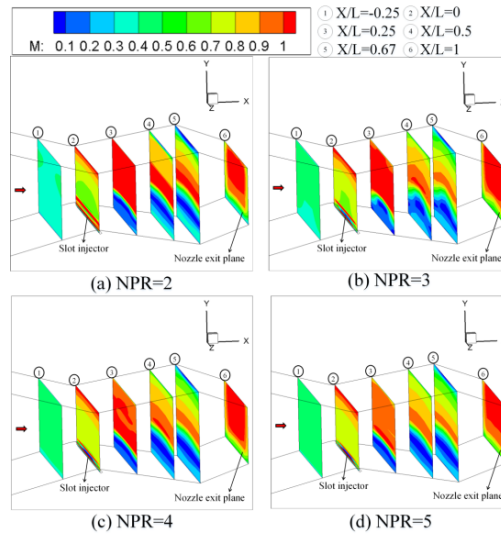 M: 0.1 0.2 0.3 0.4 0.5 0.6 0.7 0.8 0.9 1
① X/L=-0.25 ② X/L=0
③ X/L=0.25 ④ X/L=0.5
⑤ X/L=0.67 ⑥ X/L=1
Y
Z X
① ② ③ ④ ⑤ ⑥
Slot injector
Nozzle exit plane
(a) NPR=2
Y
Z X
① ② ③ ④ ⑤ ⑥
Slot injector
Nozzle exit plane
(b) NPR=3
Y
Z X
① ② ③ ④ ⑤ ⑥
Slot injector
Nozzle exit plane
(c) NPR=4
Y
Z X
① ② ③ ④ ⑤ ⑥
Slot injector
Nozzle exit plane
(d) NPR=5